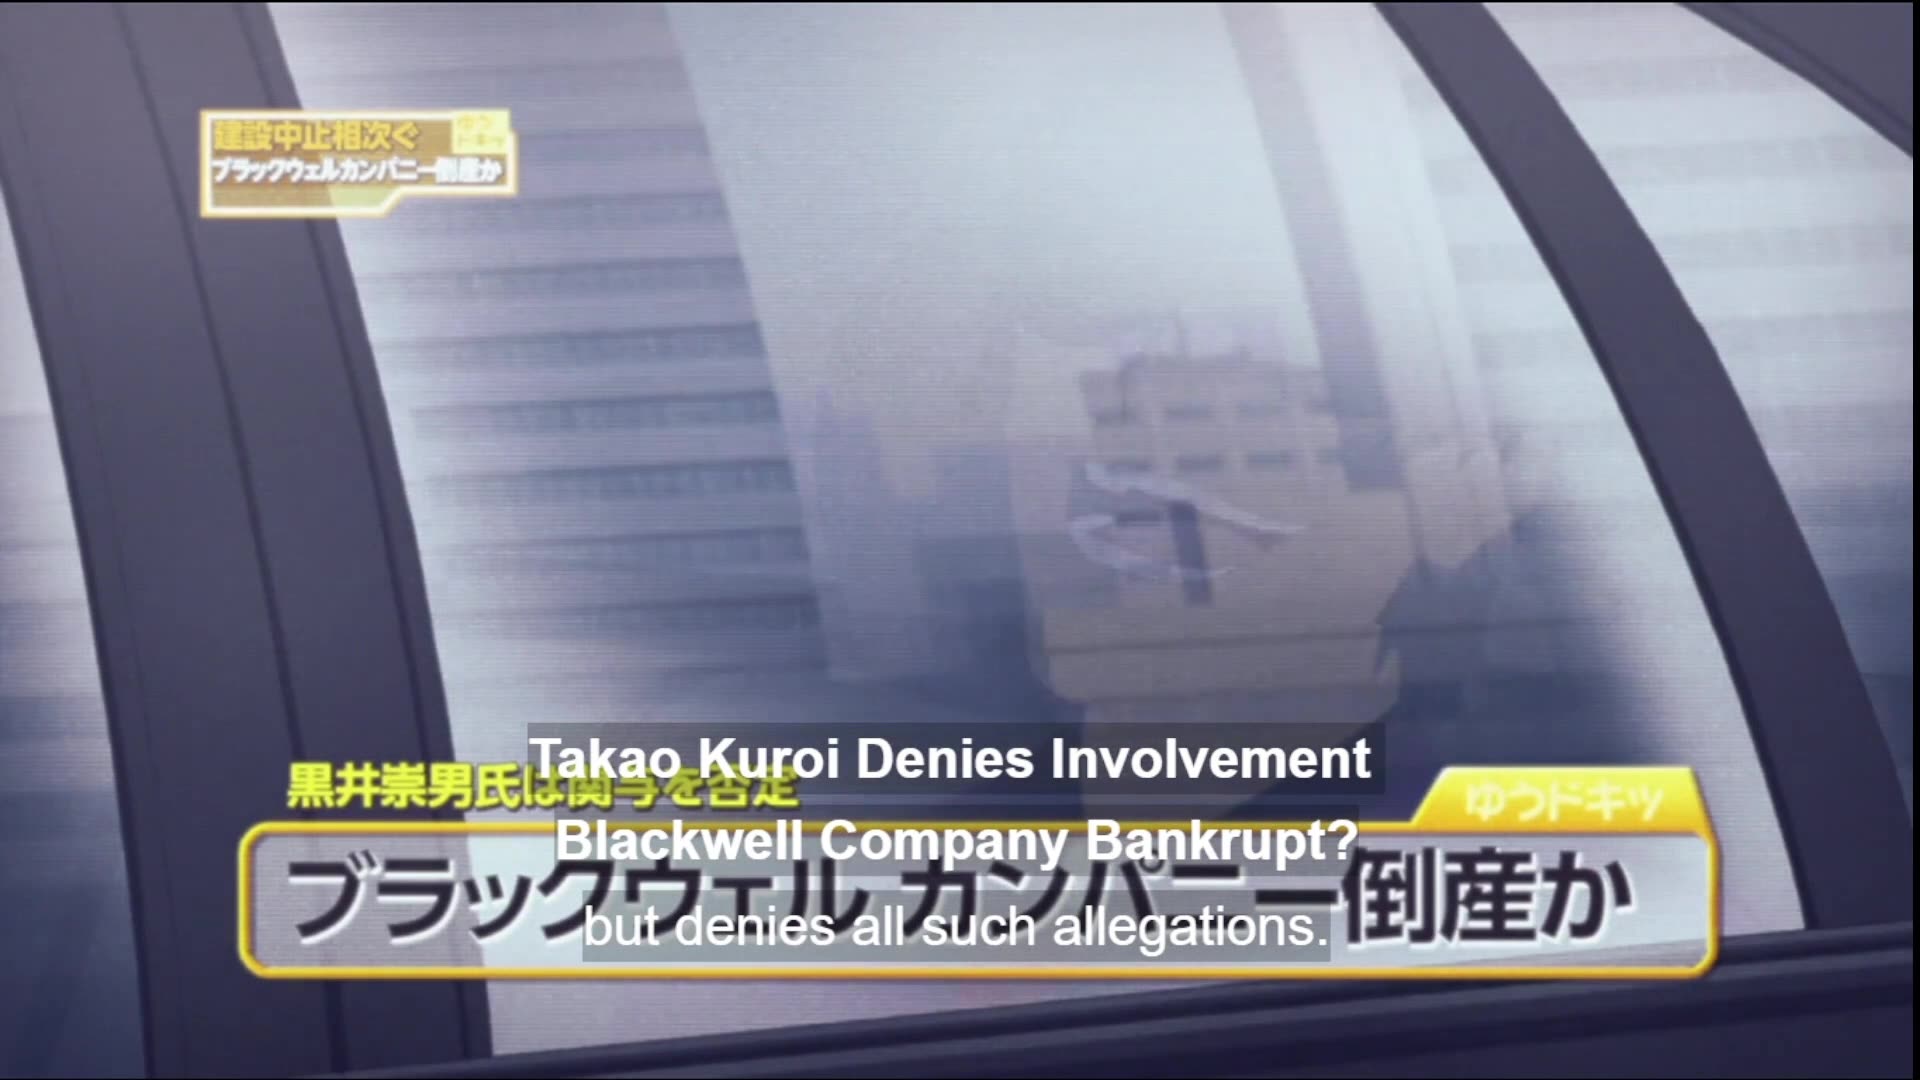 建設中止相次ぐ
ゆう
ドキッ
ブラックウェルカンパニー倒産か
Takao Kuroi Denies Involvement
黒井崇男氏は関与を否定
ゆうドキッ
Blackwell Company Bankrupt?
ブラックウェルカンパニー倒産か
but denies all such allegations.